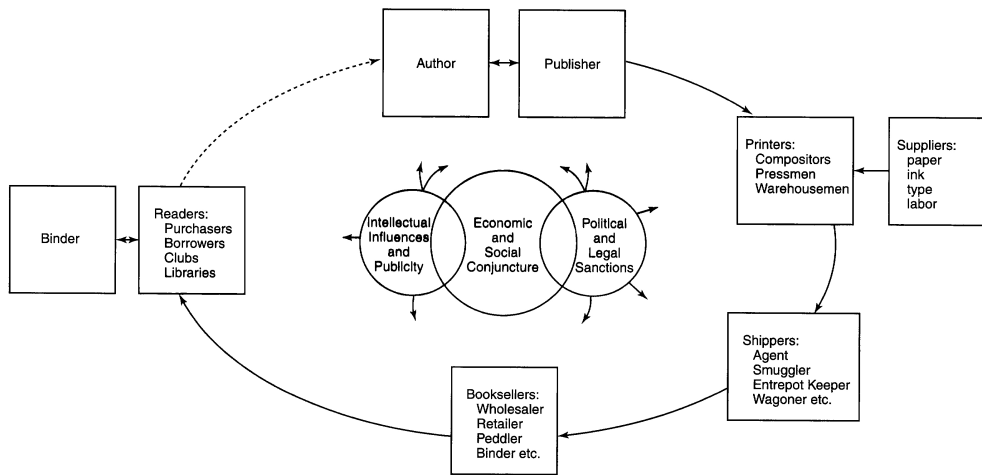 Author
Publisher
Printers:
Compositors
Pressmen
Warehousemen
Suppliers:
paper
ink
type
labor
Binder
Readers:
Purchasers
Borrowers
Clubs
Libraries
Intellectual
Influences
and
Publicity
Economic
and
Social
Conjuncture
Political
and
Legal
Sanctions
Shippers:
Agent
Smuggler
Entrepot Keeper
Wagoner etc.
Booksellers:
Wholesaler
Retailer
Peddler
Binder etc.